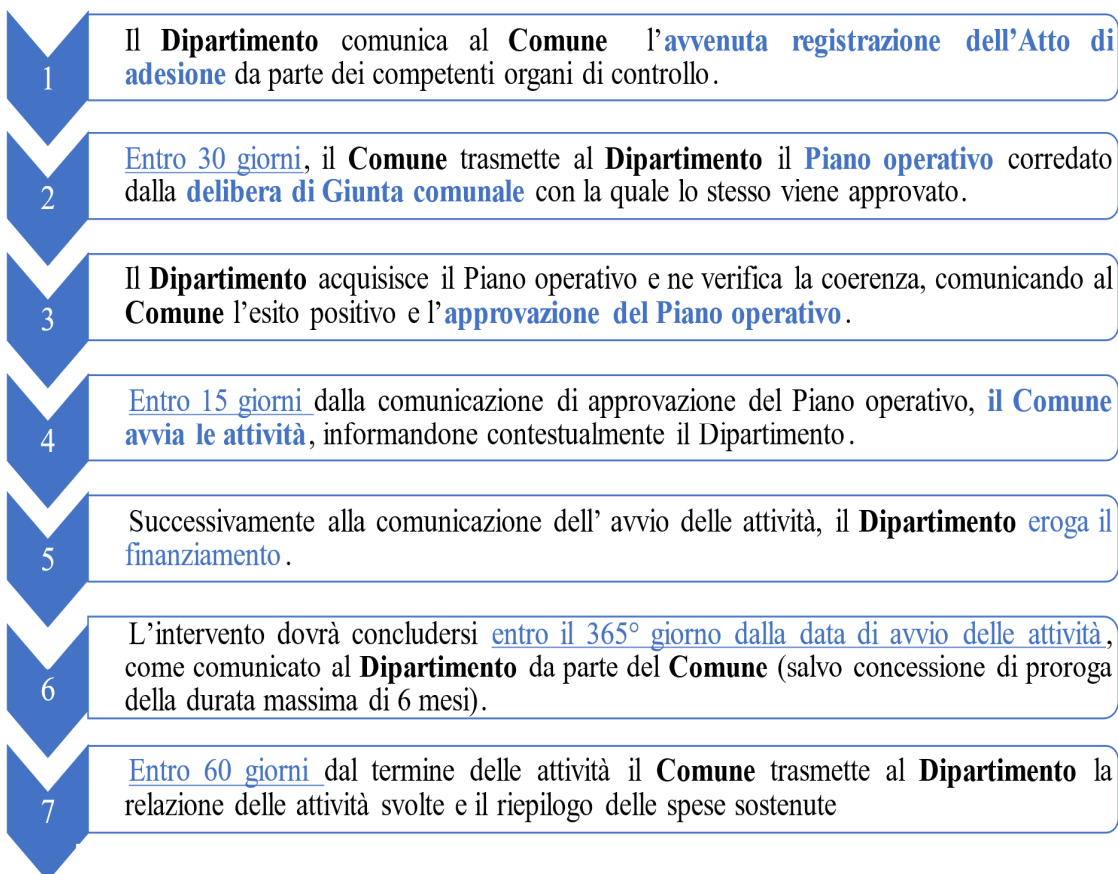 1
Il Dipartimento comunica al Comune l’avvenuta registrazione dell’Atto di
adesione da parte dei competenti organi di controllo.
2
Entro 30 giorni, il Comune trasmette al Dipartimento il Piano operativo corredato
dalla delibera di Giunta comunale con la quale lo stesso viene approvato.
3
Il Dipartimento acquisisce il Piano operativo e ne verifica la coerenza, comunicando al
Comune l’esito positivo e l’approvazione del Piano operativo.
4
Entro 15 giorni dalla comunicazione di approvazione del Piano operativo, il Comune
avvia le attività, informandone contestualmente il Dipartimento.
5
Successivamente alla comunicazione dell’ avvio delle attività, il Dipartimento eroga il
finanziamento.
6
L’intervento dovrà concludersi entro il 365° giorno dalla data di avvio delle attività,
come comunicato al Dipartimento da parte del Comune (salvo concessione di proroga
della durata massima di 6 mesi).
7
Entro 60 giorni dal termine delle attività il Comune trasmette al Dipartimento la
relazione delle attività svolte e il riepilogo delle spese sostenute